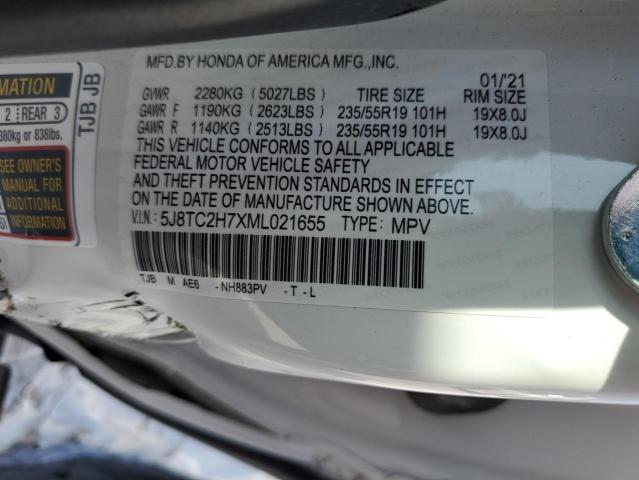 MFD.BY HONDA OF AMERICA MFG.,INC.
01/'21
GVWR 2280KG (5027LBS) TIRE SIZE RIM SIZE
GAWR F 1190KG (2623LBS) 235/55R19 101H 19X8.0J
GAWR R 1140KG (2513LBS) 235/55R19 101H 19X8.0J
THIS VEHICLE CONFORMS TO ALL APPLICABLE
FEDERAL MOTOR VEHICLE SAFETY
AND THEFT PREVENTION STANDARDS IN EFFECT
ON THE DATE OF MANUFACTURE SHOWN ABOVE.
V.I.N: 5J8TC2H7XML021655 TYPE: MPV
TJB M AE6 -NH883PV -T -L
MATION
2 REAR 3
380kg or 838lbs.
SEE OWNER'S
MANUAL FOR
ADDITIONAL
INFORMATION
TJB JB